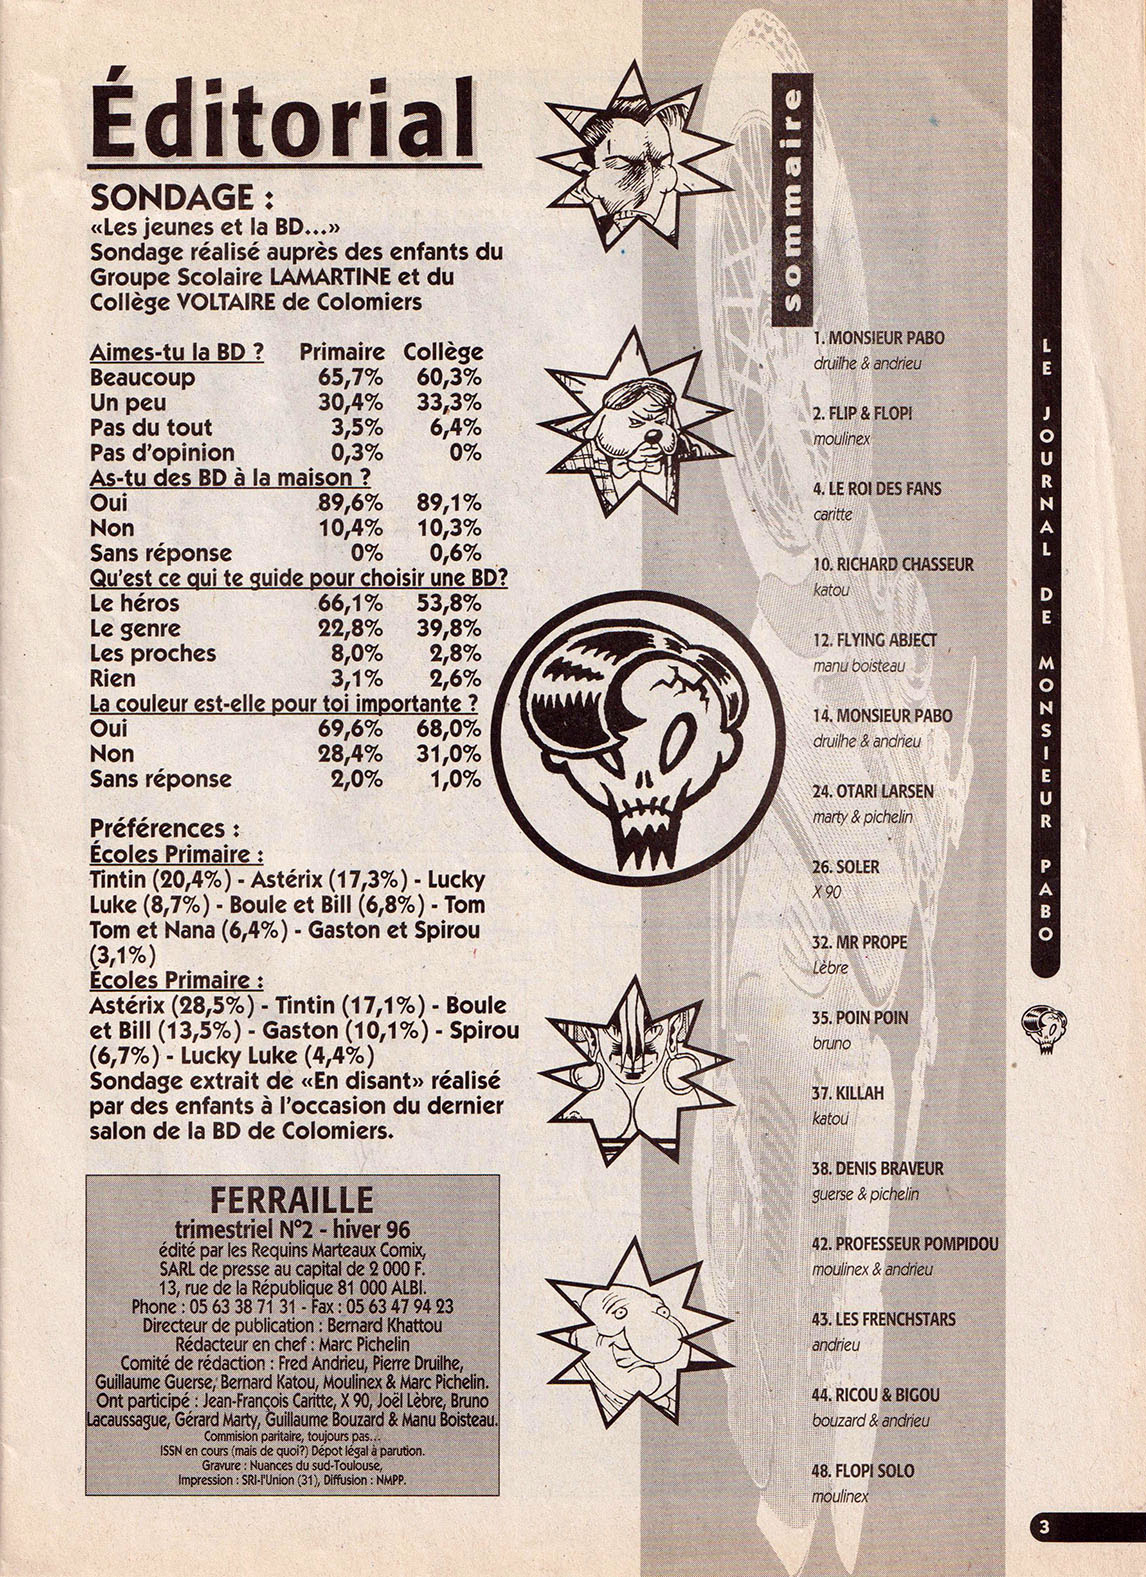 Éditorial
SONDAGE :
«Les jeunes et la BD...»
Sondage réalisé auprès des enfants du
Groupe Scolaire LAMARTINE et du
Collège VOLTAIRE de Colomiers
Aimes-tu la BD ? Primaire Collège
Beaucoup 65,7% 60,3%
Un peu 30,4% 33,3%
Pas du tout 3,5% 6,4%
Pas d'opinion 0,3% 0%
As-tu des BD à la maison ?
Oui 89,6% 89,1%
Non 10,4% 10,3%
Sans réponse 0% 0,6%
Qu'est ce qui te guide pour choisir une BD?
Le héros 66,1% 53,8%
Le genre 22,8% 39,8%
Les proches 8,0% 2,8%
Rien 3,1% 2,6%
La couleur est-elle pour toi importante ?
Oui 69,6% 68,0%
Non 28,4% 31,0%
Sans réponse 2,0% 1,0%
Préférences :
Écoles Primaire :
Tintin (20,4%) - Astérix (17,3%) - Lucky
Luke (8,7%) - Boule et Bill (6,8%) - Tom
Tom et Nana (6,4%) - Gaston et Spirou
(3,1%)
Écoles Primaire :
Astérix (28,5%) - Tintin (17,1%) - Boule
et Bill (13,5%) - Gaston (10,1%) - Spirou
(6,7%) - Lucky Luke (4,4%)
Sondage extrait de «En disant» réalisé
par des enfants à l'occasion du dernier
salon de la BD de Colomiers.
FERRAILLE
trimestriel N°2 - hiver 96
édité par les Requins Marteaux Comix,
SARL de presse au capital de 2 000 F.
13, rue de la République 81 000 ALBI.
Phone : 05 63 38 71 31 - Fax : 05 63 47 94 23
Directeur de publication : Bernard Khattou
Rédacteur en chef : Marc Pichelin
Comité de rédaction : Fred Andrieu, Pierre Druilhe,
Guillaume Guerse, Bernard Katou, Moulinex & Marc Pichelin.
Ont participé : Jean-François Caritte, X 90, Joël Lèbre, Bruno
Lacaussague, Gérard Marty, Guillaume Bouzard & Manu Boisteau.
Commision paritaire, toujours pas...
ISSN en cours (mais de quoi?) Dépot légal à parution.
Gravure : Nuances du sud-Toulouse,
Impression : SRI-l'Union (31), Diffusion : NMPP.
sommaire
1. MONSIEUR PABO
druilhe & andrieu
2. FLIP & FLOPI
moulinex
4. LE ROI DES FANS
caritte
10. RICHARD CHASSEUR
katou
12. FLYING ABJECT
manu boisteau
14. MONSIEUR PABO
druilhe & andrieu
24. OTARI LARSEN
marty & pichelin
26. SOLER
X 90
32. MR PROPE
Lèbre
35. POIN POIN
bruno
37. KILLAH
katou
38. DENIS BRAVEUR
guerse & pichelin
42. PROFESSEUR POMPIDOU
moulinex & andrieu
43. LES FRENCHSTARS
andrieu
44. RICOU & BIGOU
bouzard & andrieu
48. FLOPI SOLO
moulinex
LE JOURNAL DE MONSIEUR PABO
3